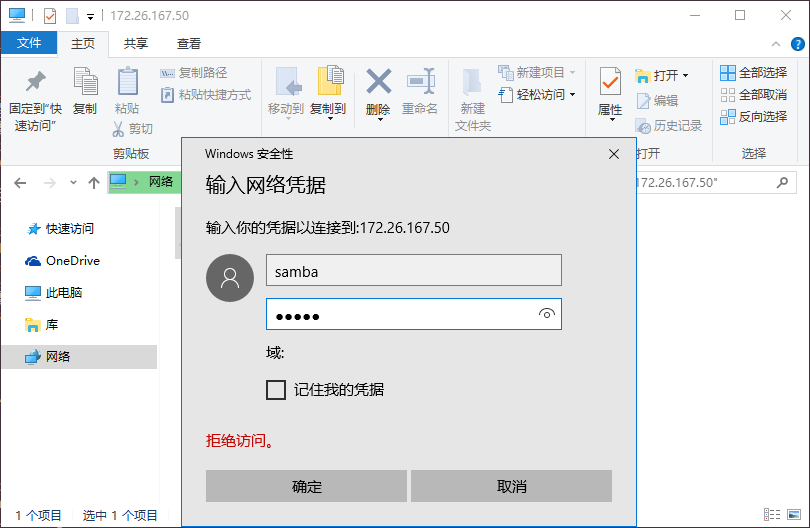 172.26.167.50
文件 主页 共享 查看
固定到"快速访问"
复制
粘贴
复制路径
粘贴快捷方式
剪切
剪贴板
移动到 复制到 删除 重命名
新建文件夹
新建项目
轻松访问
属性
打开
编辑
历史记录
打开
全部选择
全部取消
反向选择
选择
网络
172.26.167.50"
快速访问
OneDrive
此电脑
库
网络
Windows 安全性
输入网络凭据
输入你的凭据以连接到:172.26.167.50
samba
●●●●●
域:
记住我的凭据
拒绝访问。
确定 取消
1 个项目 选中 1 个项目